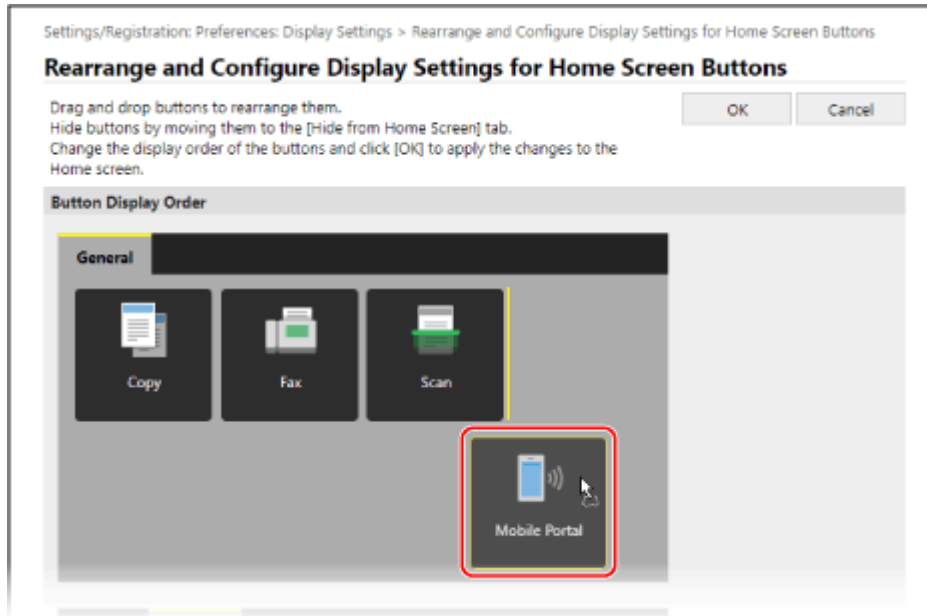 Settings/Registration: Preferences: Display Settings > Rearrange and Configure Display Settings for Home Screen Buttons
Rearrange and Configure Display Settings for Home Screen Buttons
Drag and drop buttons to rearrange them.
Hide buttons by moving them to the [Hide from Home Screen] tab.
Change the display order of the buttons and click [OK] to apply the changes to the
Home screen.
OK Cancel
Button Display Order
General
Copy Fax Scan
Mobile Portal